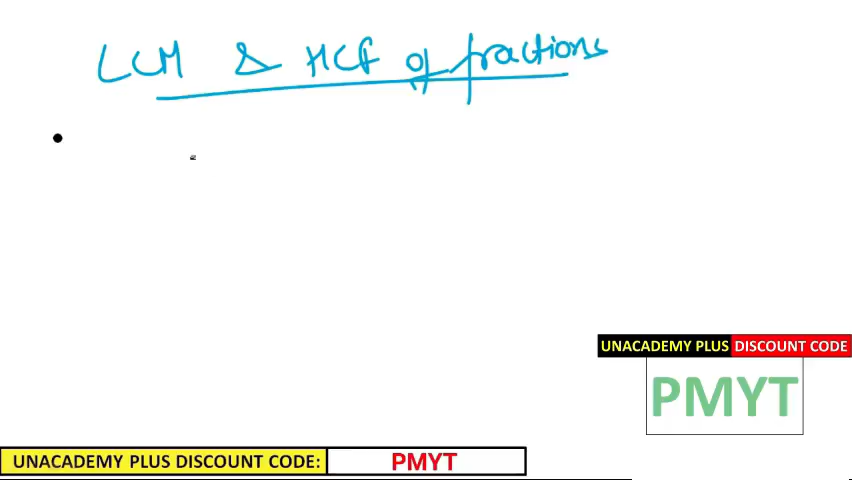 LCM & HCF of fractions
UNACADEMY PLUS DISCOUNT CODE
PMYT
UNACADEMY PLUS DISCOUNT CODE: PMYT